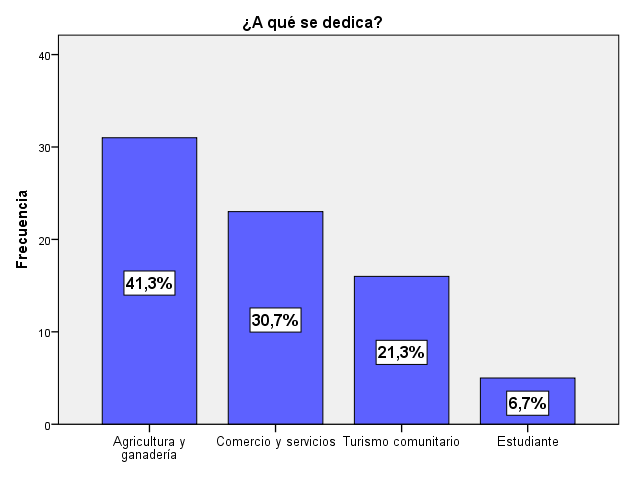 ¿A qué se dedica?
Frecuencia
40
30
20
10
0
41,3%
30,7%
21,3%
6,7%
Agricultura y
ganadería
Comercio y servicios
Turismo comunitario
Estudiante